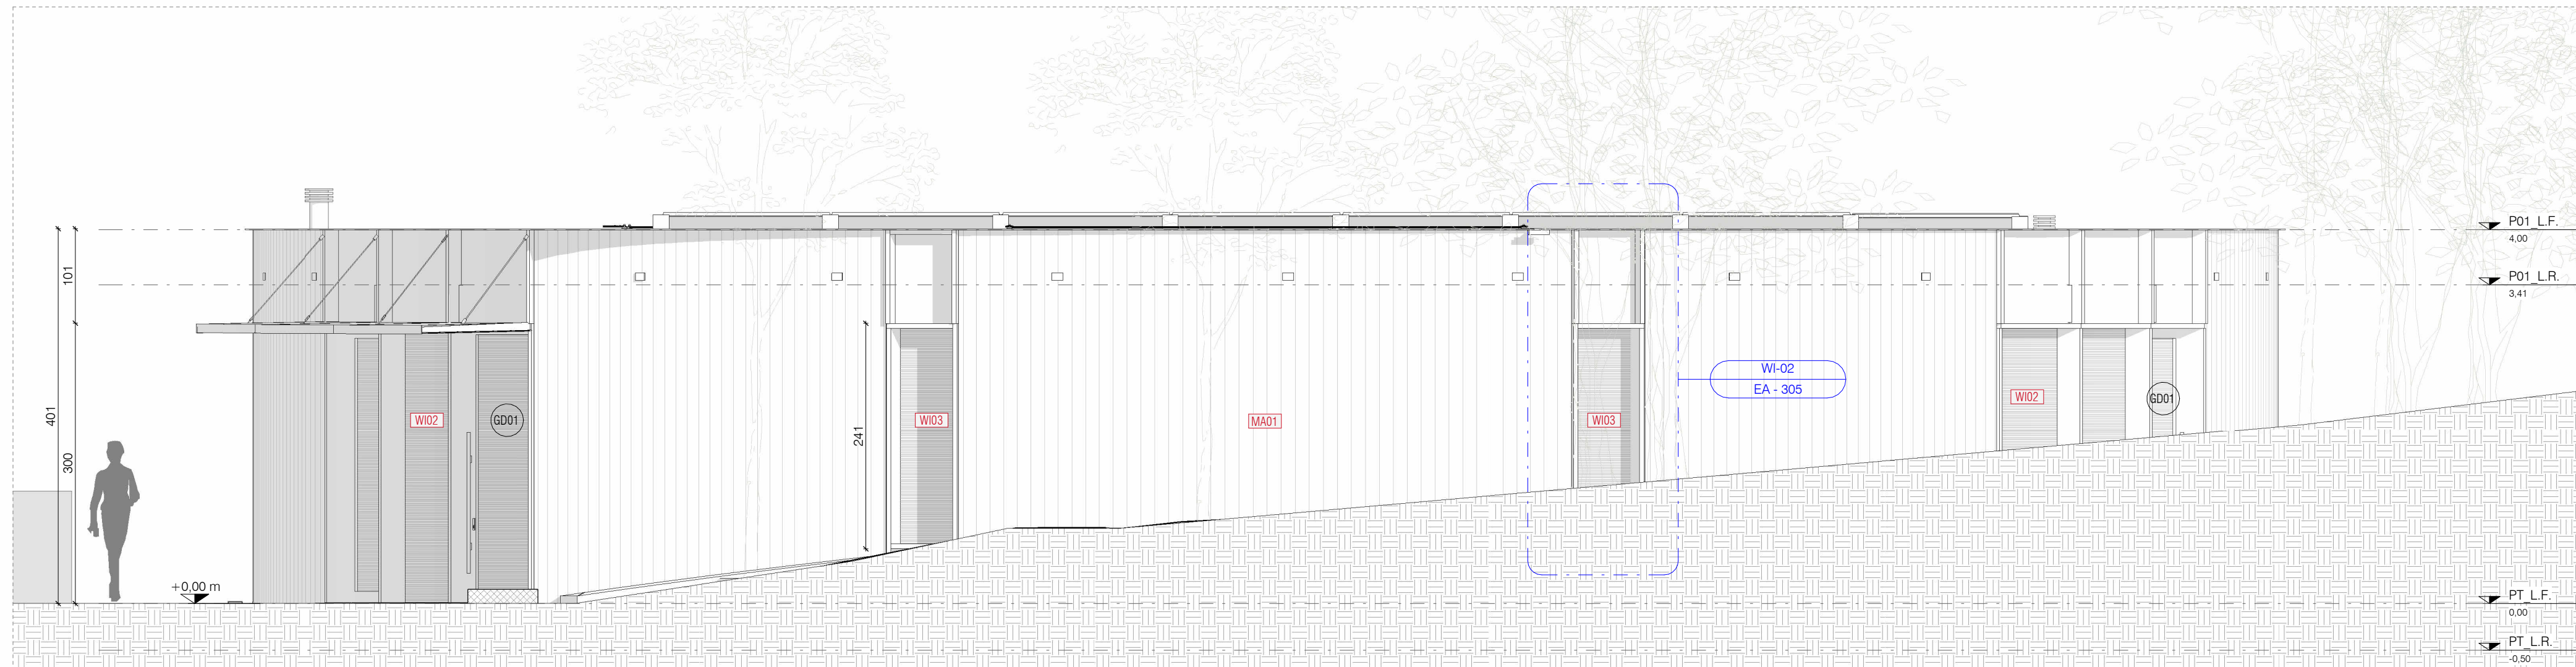 P01_L.F.
4,00
P01_L.R.
3,41
101
401
300
241
WI-02
EA - 305
WI02
GD01
WI03
MA01
WI03
WI02
GD01
+0,00 m
PT_L.F.
0,00
PT_L.R.
-0,50